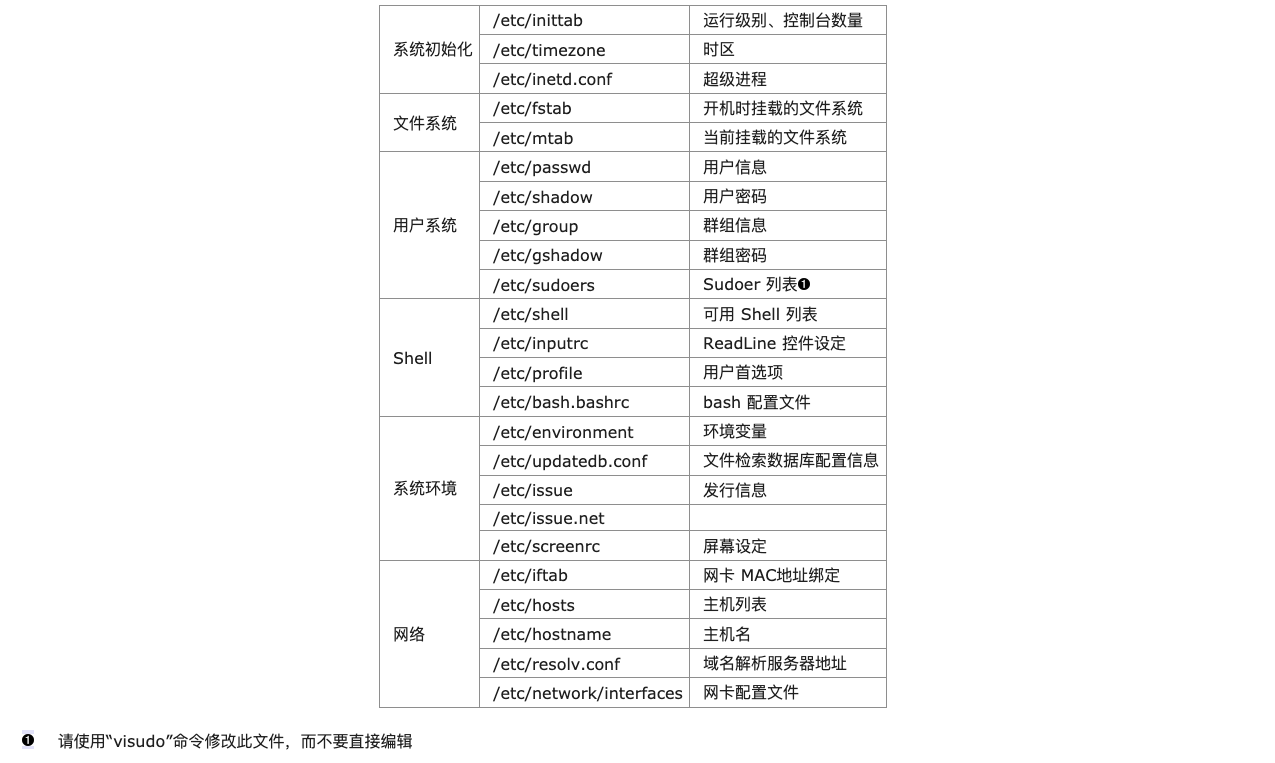 系统初始化
/etc/inittab 运行级别、控制台数量
/etc/timezone 时区
/etc/inetd.conf 超级进程
文件系统
/etc/fstab 开机时挂载的文件系统
/etc/mtab 当前挂载的文件系统
用户系统
/etc/passwd 用户信息
/etc/shadow 用户密码
/etc/group 群组信息
/etc/gshadow 群组密码
/etc/sudoers Sudoer 列表❶
Shell
/etc/shell 可用 Shell 列表
/etc/inputrc ReadLine 控件设定
/etc/profile 用户首选项
/etc/bash.bashrc bash 配置文件
系统环境
/etc/environment 环境变量
/etc/updatedb.conf 文件检索数据库配置信息
/etc/issue 发行信息
/etc/issue.net
/etc/screenrc 屏幕设定
网络
/etc/iftab 网卡 MAC地址绑定
/etc/hosts 主机列表
/etc/hostname 主机名
/etc/resolv.conf 域名解析服务器地址
/etc/network/interfaces 网卡配置文件
❶ 请使用“visudo”命令修改此文件，而不要直接编辑